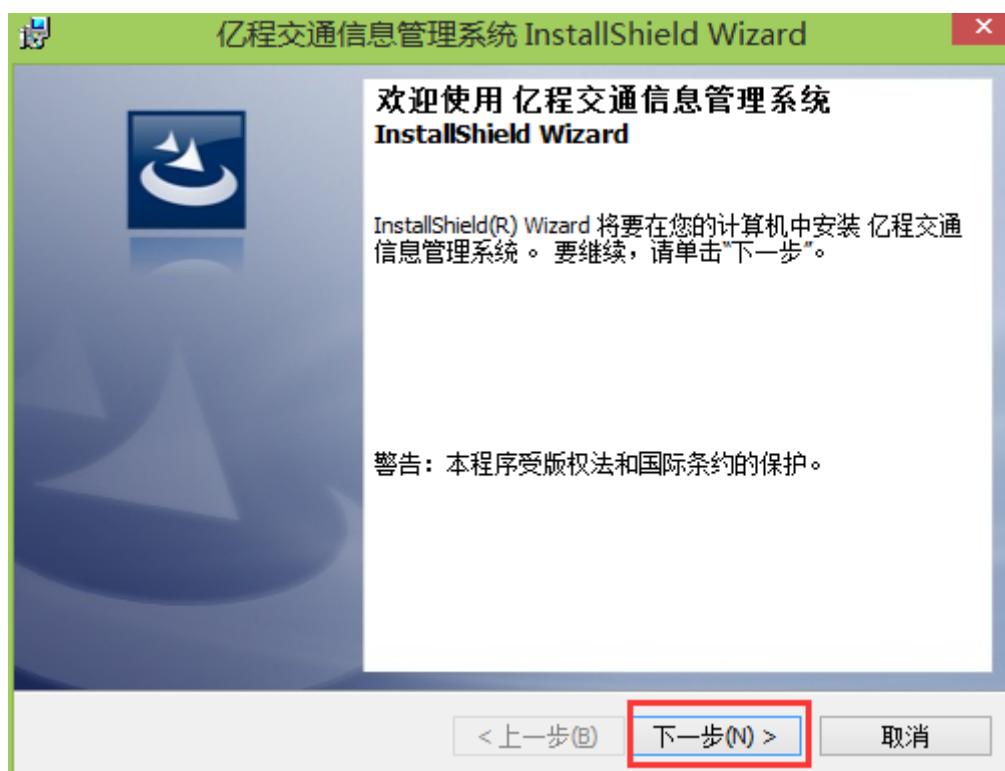 亿程交通信息管理系统 InstallShield Wizard
欢迎使用 亿程交通信息管理系统
InstallShield Wizard
InstallShield(R) Wizard 将要在您的计算机中安装 亿程交通
信息管理系统 。 要继续，请单击“下一步”。
警告：本程序受版权法和国际条约的保护。
<上一步(B)
下一步(N) >
取消